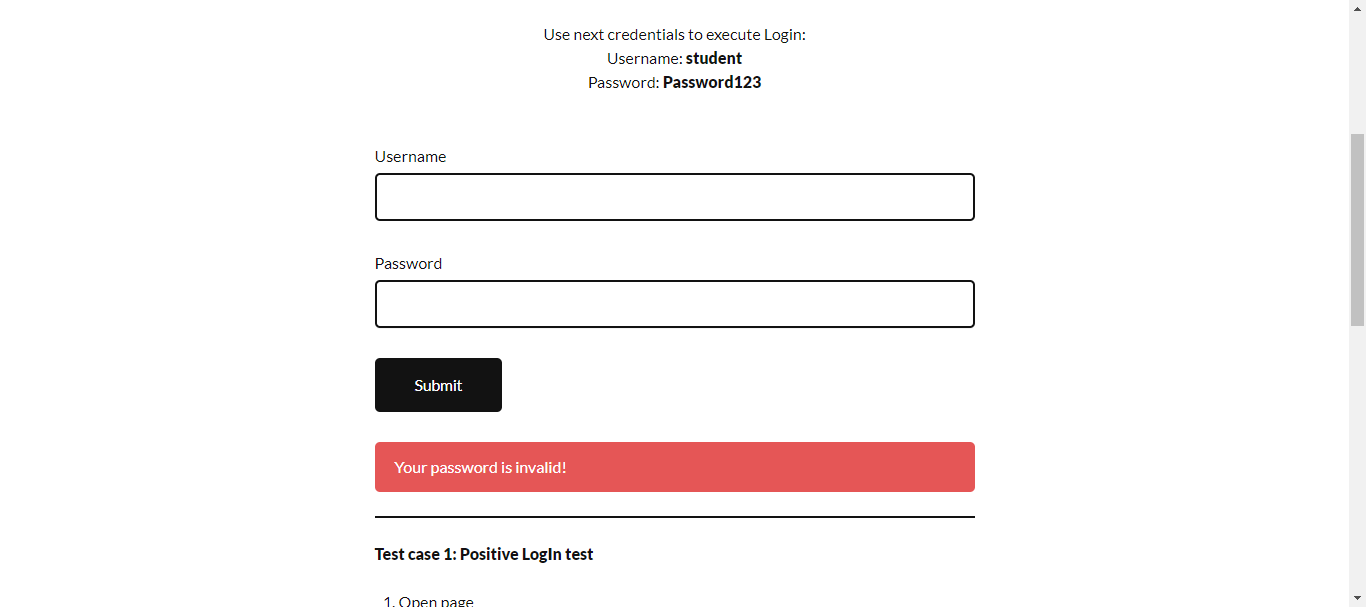 Use next credentials to execute Login:
Username: student
Password: Password123
Username
Password
Submit
Your password is invalid!
Test case 1: Positive LogIn test
1. Open page